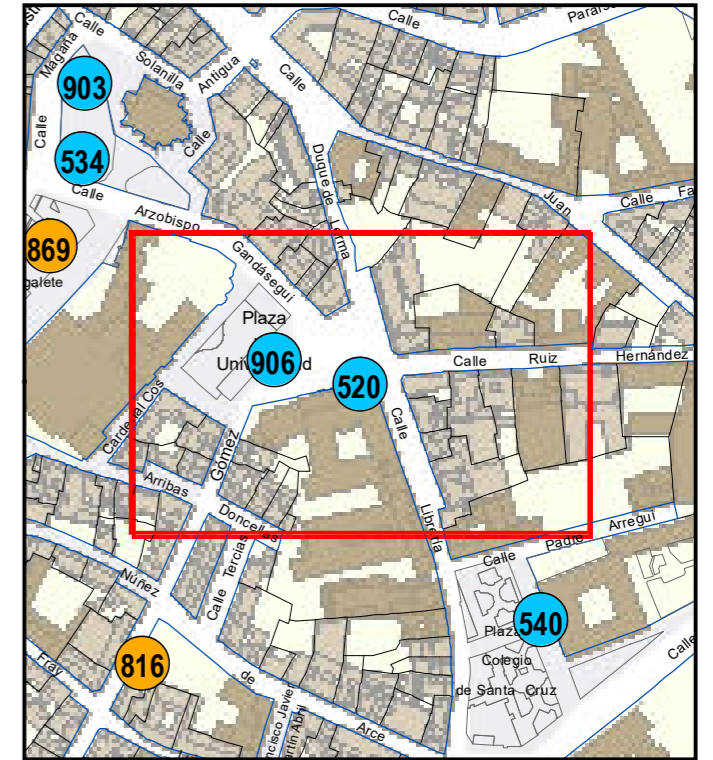 Calle
Paraíso
Calle
Magaña
Solanilla
Antigua
Calle
903
Calle
Calle
534
Calle
Arzobispo
Duque de Lerma
Juan
Calle
869
Gandásegui
Plaza
906
520
Calle
Ruiz
Hernández
Cardenal Cos
Calle
Gómez
Arribas
Doncellas
Librería
Calle
Padre
Arregui
Núñez
Calle Tercias
540
Plaza
Colegio
de Santa Cruz
Calle
816
Fray
de
Arce